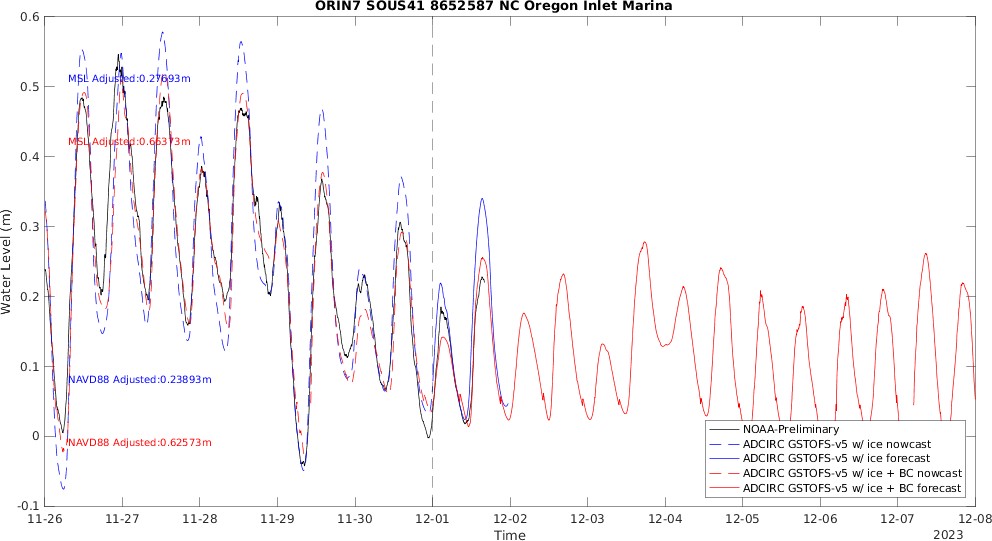 ORIN7 SOUS41 8652587 NC Oregon Inlet Marina
Water Level (m)
0.6
0.5
0.4
0.3
0.2
0.1
0
-0.1
MSL Adjusted:0.27693m
MSL Adjusted:0.66373m
NAVD88 Adjusted:0.23893m
NAVD88 Adjusted:0.62573m
NOAA-Preliminary
ADCIRC GSTOFS-v5 w/ ice nowcast
ADCIRC GSTOFS-v5 w/ ice forecast
ADCIRC GSTOFS-v5 w/ ice + BC nowcast
ADCIRC GSTOFS-v5 w/ ice + BC forecast
11-26 11-27 11-28 11-29 11-30 12-01 12-02 12-03 12-04 12-05 12-06 12-07 12-08
Time
2023